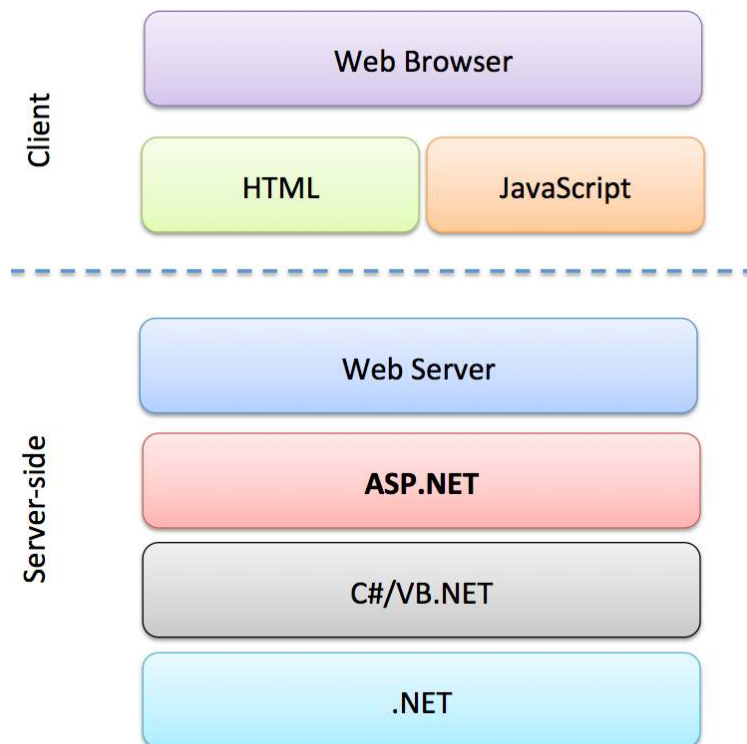 Client
Web Browser
HTML
JavaScript
Server-side
Web Server
ASP.NET
C#/VB.NET
.NET